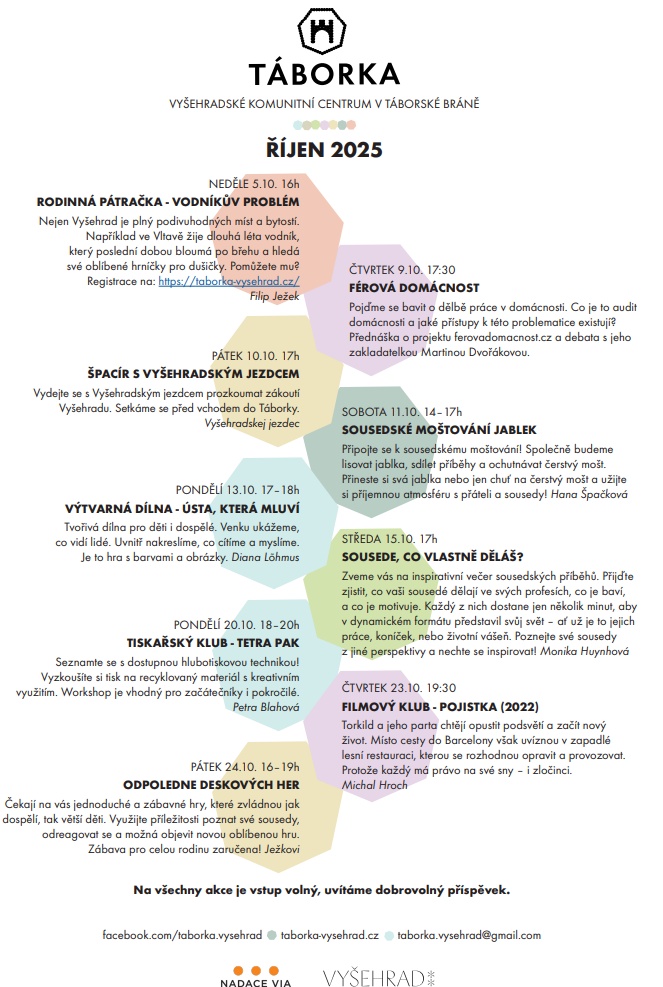 TÁBORKA
VYŠEHRADSKÉ KOMUNITNÍ CENTRUM V TÁBORSKÉ BRÁNĚ
ŘÍJEN 2025
NEDĚLE 5.10. 16h
RODINNÁ PÁTRAČKA - VODNÍKŮV PROBLÉM
Nejen Vyšehrad je plný podivuhodných míst a bytostí.
Například ve Vltavě žije dlouhá léta vodník,
který poslední dobou bloumá po břehu a hledá
své oblíbené hrníčky pro dušičky. Pomůžete mu?
Registrace na: https://taborka-vysehrad.cz/
Filip Ježek
ČTVRTEK 9.10. 17:30
FÉROVÁ DOMÁCNOST
Pojďme se bavit o dělbě práce v domácnosti. Co je to audit
domácnosti a jaké přístupy k této problematice existují?
Přednáška o projektu ferovadomacnost.cz a debata s jeho
zakladatelkou Martinou Dvořákovou.
PÁTEK 10.10. 17h
ŠPACÍR S VYŠEHRADSKÝM JEZDCEM
Vydejte se s Vyšehradským jezdcem prozkoumat zákoutí
Vyšehradu. Setkáme se před vchodem do Táborky.
Vyšehradskej jezdec
SOBOTA 11.10. 14–17h
SOUSEDSKÉ MOŠTOVÁNÍ JABLEK
Připojte se k sousedskému moštování! Společně budeme
lisovat jablka, sdílet příběhy a ochutnávat čerstvý mošt.
Přineste si svá jablka nebo jen chuť na čerstvý mošt a užijte
si příjemnou atmosféru s přáteli a sousedy! Hana Špačková
PONDĚLÍ 13.10. 17–18h
VÝTVARNÁ DÍLNA - ÚSTA, KTERÁ MLUVÍ
Tvořivá dílna pro děti i dospělé. Venku ukážeme,
co vidí lidé. Uvnitř nakreslíme, co cítíme a myslíme.
Je to hra s barvami a obrázky. Diana Lõhmus
STŘEDA 15.10. 17h
SOUSEDE, CO VLASTNĚ DĚLÁŠ?
Zveme vás na inspirativní večer sousedských příběhů. Přijďte
zjistit, co vaši sousedé dělají ve svých profesích, co je baví,
a co je motivuje. Každý z nich dostane jen několik minut, aby
v dynamickém formátu představil svůj svět – ať už je to jejich
práce, koníček, nebo životní vášeň. Poznejte své sousedy
z jiné perspektivy a nechte se inspirovat! Monika Huynhová
PONDĚLÍ 20.10. 18–20h
TISKAŘSKÝ KLUB - TETRA PAK
Seznamte se s dostupnou hlubotiskovou technikou!
Vyzkoušíte si tisk na recyklovaný materiál s kreativním
využitím. Workshop je vhodný pro začátečníky i pokročilé.
Petra Blahová
ČTVRTEK 23.10. 19:30
FILMOVÝ KLUB - POJISTKA (2022)
Torkild a jeho parta chtějí opustit podsvětí a začít nový
život. Místo cesty do Barcelony však uvíznou v zapadlé
lesní restauraci, kterou se rozhodnou opravit a provozovat.
Protože každý má právo na své sny – i zločinci.
Michal Hroch
PÁTEK 24.10. 16–19h
ODPOLEDNE DESKOVÝCH HER
Čekají na vás jednoduché a zábavné hry, které zvládnou jak
dospělí, tak větší děti. Využijte příležitosti poznat své sousedy,
odreagovat se a možná objevit novou oblíbenou hru.
Zábava pro celou rodinu zaručena! Ježkovi
Na všechny akce je vstup volný, uvítáme dobrovolný příspěvek.
facebook.com/taborka.vysehrad taborka-vysehrad.cz taborka.vysehrad@gmail.com
NADACE VIA VYŠEHRAD